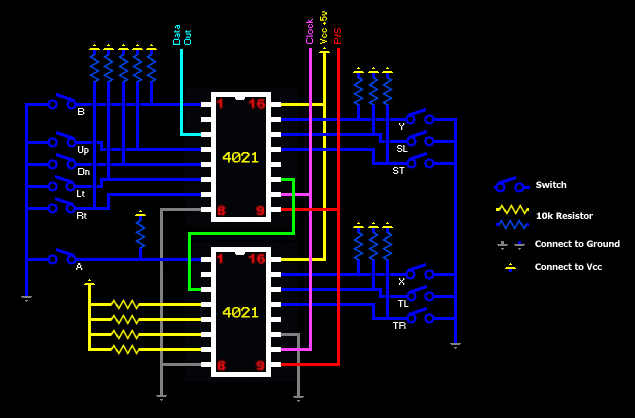 Data
Out
Clock
Vcc +5v
P/S
B
1
16
Y
Up
SL
4021
Dn
ST
Lt
Rt
8
9
Switch
10k Resistor
Connect to Ground
Connect to Vcc
A
1
16
X
TL
4021
TR
8
9